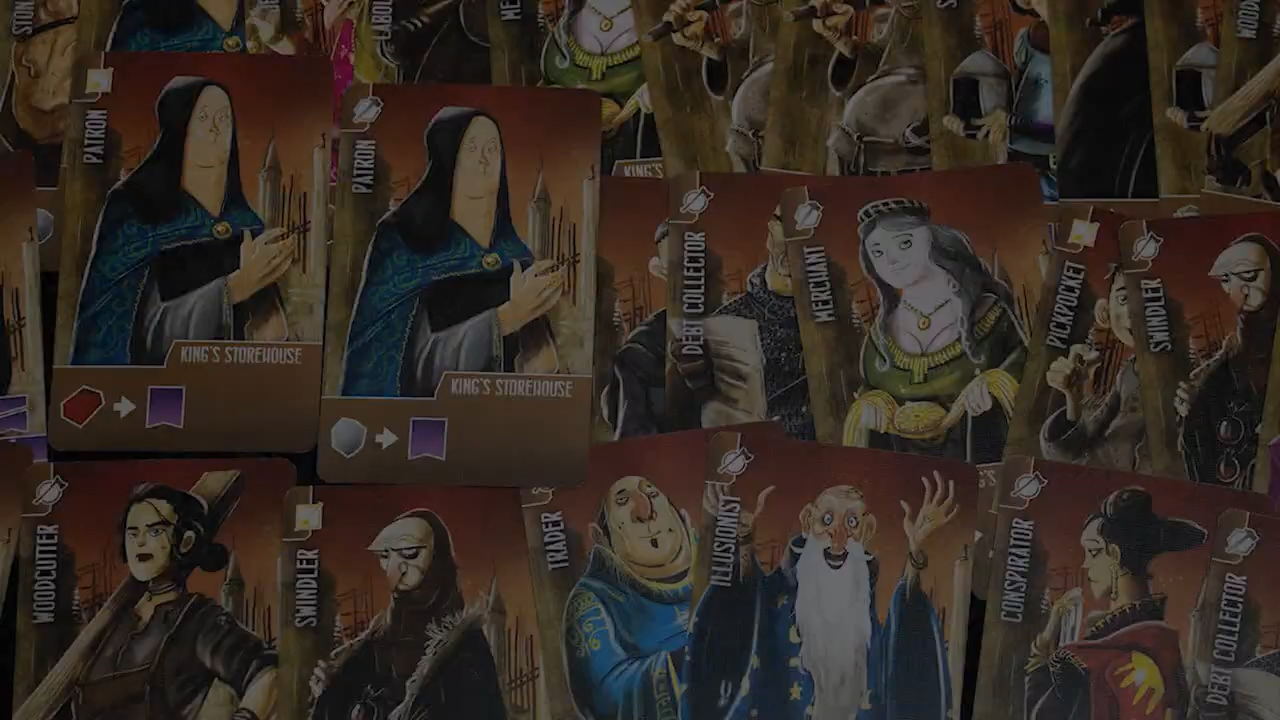 PATRON
KING'S STOREHOUSE
PATRON
KING'S STOREHOUSE
KING'S
DEBT COLLECTOR
MERCHANT
PICKPOCKET
SWINDLER
WOODCUTTER
SWINDLER
TRADER
ILLUSIONIST
CONSPIRATOR
DEBT COLLECTOR